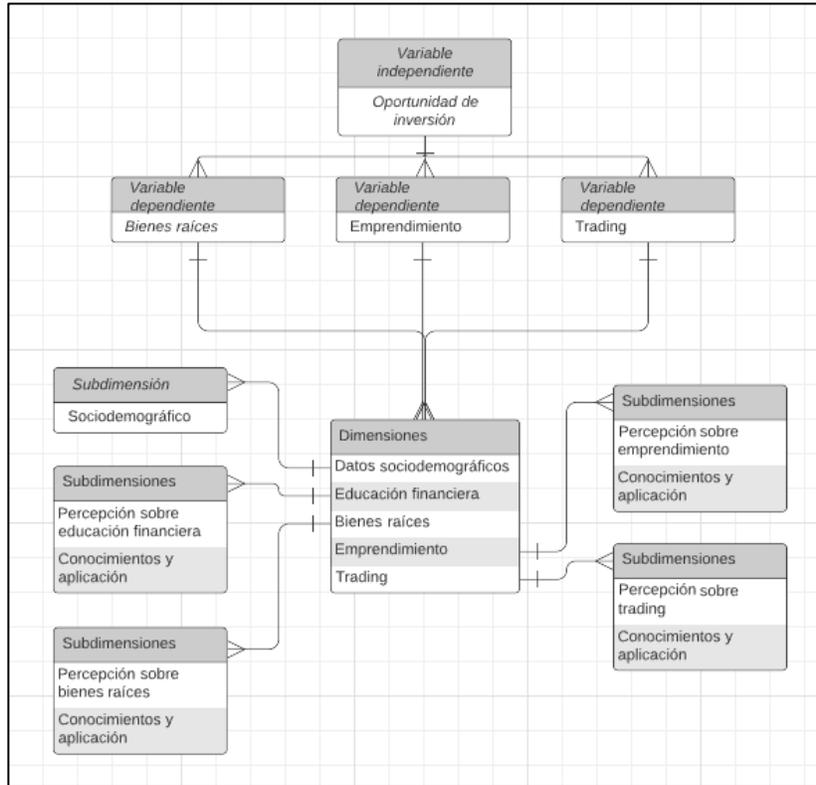 Variable
independiente
Oportunidad de
inversión
Variable
dependiente
Bienes raíces
Variable
dependiente
Emprendimiento
Variable
dependiente
Trading
Subdimensión
Sociodemográfico
Subdimensiones
Percepción sobre
educación financiera
Conocimientos y
aplicación
Subdimensiones
Percepción sobre
bienes raíces
Conocimientos y
aplicación
Dimensiones
Datos sociodemográficos
Educación financiera
Bienes raíces
Emprendimiento
Trading
Subdimensiones
Percepción sobre
emprendimiento
Conocimientos y
aplicación
Subdimensiones
Percepción sobre
trading
Conocimientos y
aplicación